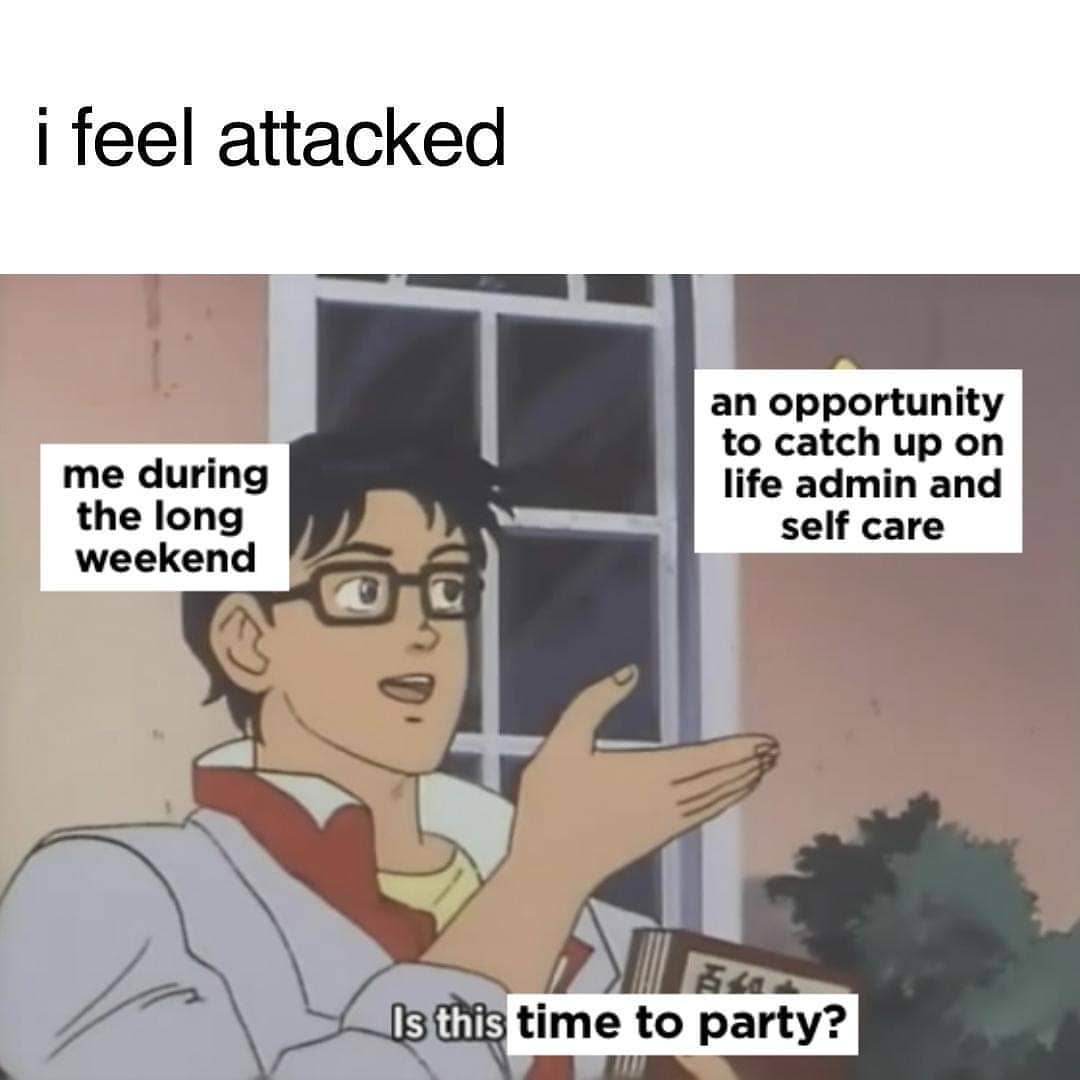 i feel attacked
me during
the long
weekend
an opportunity
to catch up on
life admin and
self care
Is this time to party?